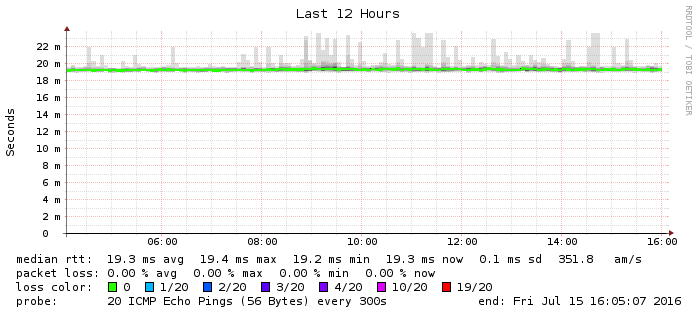 Last 12 Hours
RRDTOOL / TOBI OETIKER
Seconds
22 m
20 m
18 m
16 m
14 m
12 m
10 m
8 m
6 m
4 m
2 m
0
06:00 08:00 10:00 12:00 14:00 16:00
median rtt: 19.3 ms avg 19.4 ms max 19.2 ms min 19.3 ms now 0.1 ms sd 351.8 am/s
packet loss: 0.00 % avg 0.00 % max 0.00 % min 0.00 % now
loss color: 0 1/20 2/20 3/20 4/20 10/20 19/20
probe: 20 ICMP Echo Pings (56 Bytes) every 300s end: Fri Jul 15 16:05:07 2016